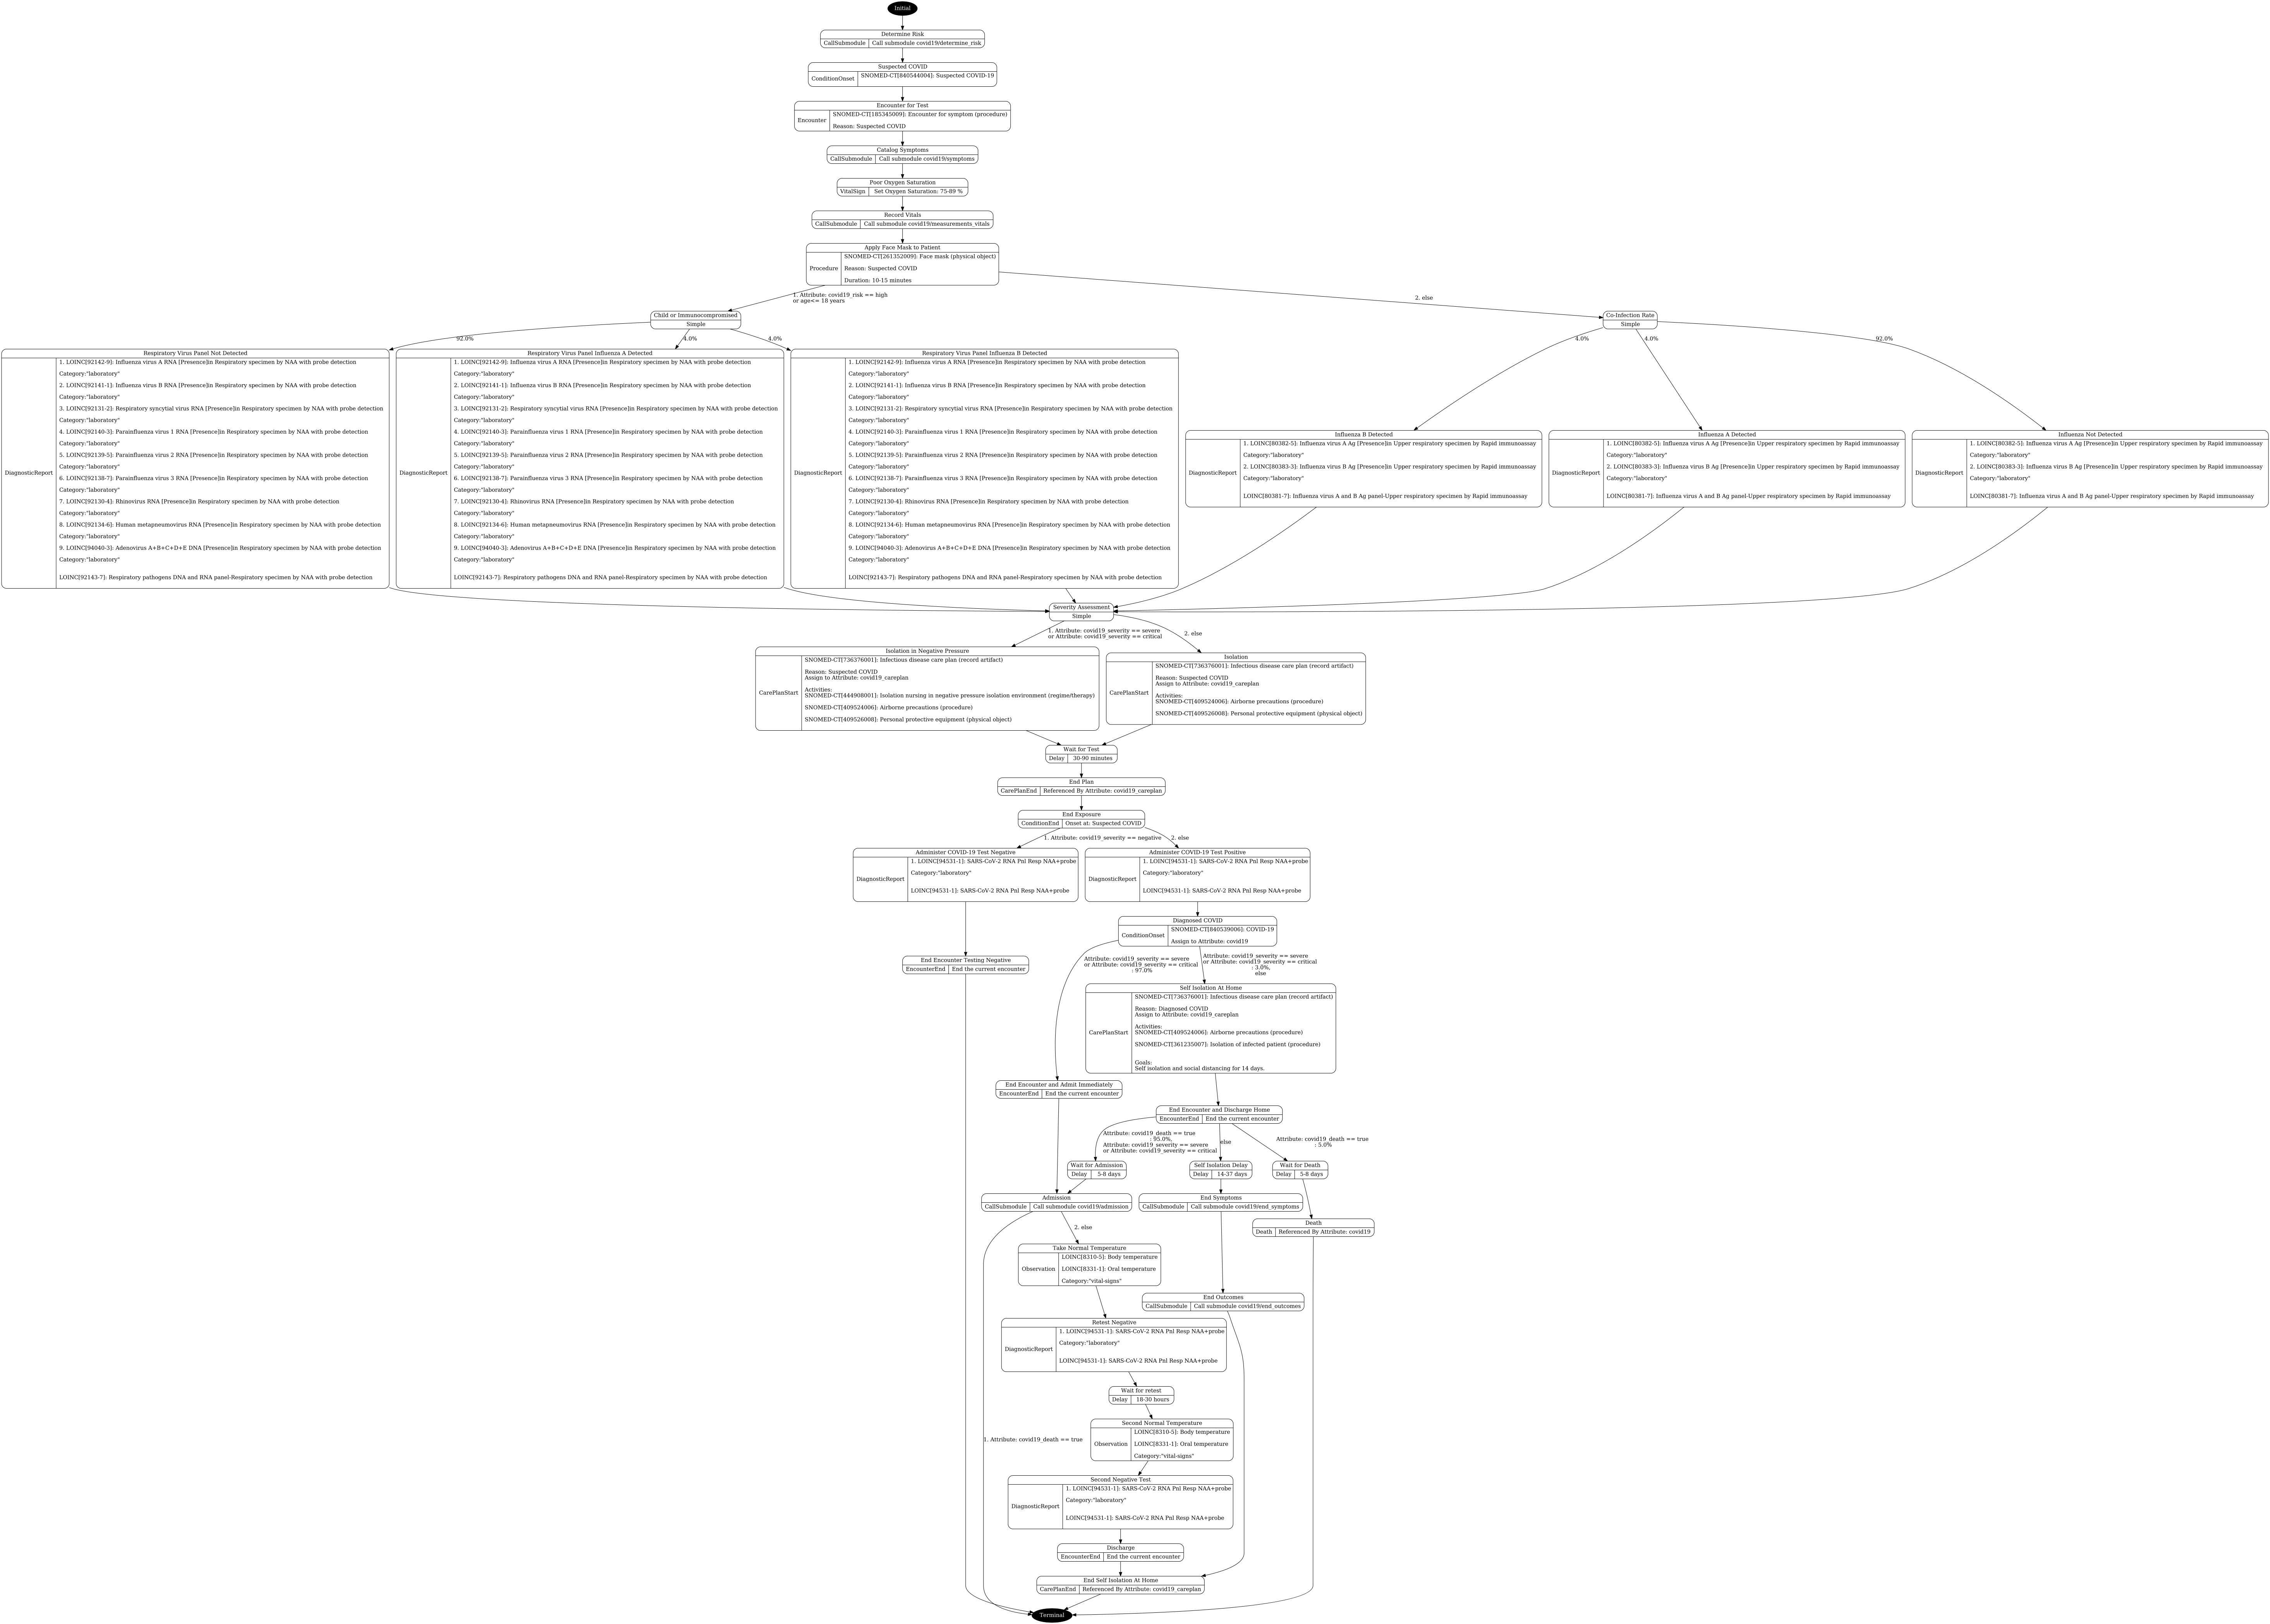 Initial
Determine Risk
CallSubmodule
Call submodule covid19/determine_risk
Suspected COVID
ConditionOnset
SNOMED-CT[840544004]: Suspected COVID-19
Encounter for Test
Encounter
SNOMED-CT[185345009]: Encounter for symptom (procedure)
Reason: Suspected COVID
Catalog Symptoms
CallSubmodule
Call submodule covid19/symptoms
Poor Oxygen Saturation
VitalSign
Set Oxygen Saturation: 75-89 %
Record Vitals
CallSubmodule
Call submodule covid19/measurements_vitals
Apply Face Mask to Patient
Procedure
SNOMED-CT[261352009]: Face mask (physical object)
Reason: Suspected COVID
Duration: 10-15 minutes
1. Attribute: covid19_risk == high
or age<= 18 years
2. else
Child or Immunocompromised
Simple
Co-Infection Rate
Simple
92.0%
4.0%
4.0%
4.0%
4.0%
92.0%
Respiratory Virus Panel Not Detected
DiagnosticReport
1. LOINC[92142-9]: Influenza virus A RNA [Presence]in Respiratory specimen by NAA with probe detection
Category:"laboratory"
2. LOINC[92141-1]: Influenza virus B RNA [Presence]in Respiratory specimen by NAA with probe detection
Category:"laboratory"
3. LOINC[92131-2]: Respiratory syncytial virus RNA [Presence]in Respiratory specimen by NAA with probe detection
Category:"laboratory"
4. LOINC[92140-3]: Parainfluenza virus 1 RNA [Presence]in Respiratory specimen by NAA with probe detection
Category:"laboratory"
5. LOINC[92139-5]: Parainfluenza virus 2 RNA [Presence]in Respiratory specimen by NAA with probe detection
Category:"laboratory"
6. LOINC[92138-7]: Parainfluenza virus 3 RNA [Presence]in Respiratory specimen by NAA with probe detection
Category:"laboratory"
7. LOINC[92130-4]: Rhinovirus RNA [Presence]in Respiratory specimen by NAA with probe detection
Category:"laboratory"
8. LOINC[92134-6]: Human metapneumovirus RNA [Presence]in Respiratory specimen by NAA with probe detection
Category:"laboratory"
9. LOINC[94040-3]: Adenovirus A+B+C+D+E DNA [Presence]in Respiratory specimen by NAA with probe detection
Category:"laboratory"
LOINC[92143-7]: Respiratory pathogens DNA and RNA panel-Respiratory specimen by NAA with probe detection
Respiratory Virus Panel Influenza A Detected
DiagnosticReport
1. LOINC[92142-9]: Influenza virus A RNA [Presence]in Respiratory specimen by NAA with probe detection
Category:"laboratory"
2. LOINC[92141-1]: Influenza virus B RNA [Presence]in Respiratory specimen by NAA with probe detection
Category:"laboratory"
3. LOINC[92131-2]: Respiratory syncytial virus RNA [Presence]in Respiratory specimen by NAA with probe detection
Category:"laboratory"
4. LOINC[92140-3]: Parainfluenza virus 1 RNA [Presence]in Respiratory specimen by NAA with probe detection
Category:"laboratory"
5. LOINC[92139-5]: Parainfluenza virus 2 RNA [Presence]in Respiratory specimen by NAA with probe detection
Category:"laboratory"
6. LOINC[92138-7]: Parainfluenza virus 3 RNA [Presence]in Respiratory specimen by NAA with probe detection
Category:"laboratory"
7. LOINC[92130-4]: Rhinovirus RNA [Presence]in Respiratory specimen by NAA with probe detection
Category:"laboratory"
8. LOINC[92134-6]: Human metapneumovirus RNA [Presence]in Respiratory specimen by NAA with probe detection
Category:"laboratory"
9. LOINC[94040-3]: Adenovirus A+B+C+D+E DNA [Presence]in Respiratory specimen by NAA with probe detection
Category:"laboratory"
LOINC[92143-7]: Respiratory pathogens DNA and RNA panel-Respiratory specimen by NAA with probe detection
Respiratory Virus Panel Influenza B Detected
DiagnosticReport
1. LOINC[92142-9]: Influenza virus A RNA [Presence]in Respiratory specimen by NAA with probe detection
Category:"laboratory"
2. LOINC[92141-1]: Influenza virus B RNA [Presence]in Respiratory specimen by NAA with probe detection
Category:"laboratory"
3. LOINC[92131-2]: Respiratory syncytial virus RNA [Presence]in Respiratory specimen by NAA with probe detection
Category:"laboratory"
4. LOINC[92140-3]: Parainfluenza virus 1 RNA [Presence]in Respiratory specimen by NAA with probe detection
Category:"laboratory"
5. LOINC[92139-5]: Parainfluenza virus 2 RNA [Presence]in Respiratory specimen by NAA with probe detection
Category:"laboratory"
6. LOINC[92138-7]: Parainfluenza virus 3 RNA [Presence]in Respiratory specimen by NAA with probe detection
Category:"laboratory"
7. LOINC[92130-4]: Rhinovirus RNA [Presence]in Respiratory specimen by NAA with probe detection
Category:"laboratory"
8. LOINC[92134-6]: Human metapneumovirus RNA [Presence]in Respiratory specimen by NAA with probe detection
Category:"laboratory"
9. LOINC[94040-3]: Adenovirus A+B+C+D+E DNA [Presence]in Respiratory specimen by NAA with probe detection
Category:"laboratory"
LOINC[92143-7]: Respiratory pathogens DNA and RNA panel-Respiratory specimen by NAA with probe detection
Influenza B Detected
DiagnosticReport
1. LOINC[80382-5]: Influenza virus A Ag [Presence]in Upper respiratory specimen by Rapid immunoassay
Category:"laboratory"
2. LOINC[80383-3]: Influenza virus B Ag [Presence]in Upper respiratory specimen by Rapid immunoassay
Category:"laboratory"
LOINC[80381-7]: Influenza virus A and B Ag panel-Upper respiratory specimen by Rapid immunoassay
Influenza A Detected
DiagnosticReport
1. LOINC[80382-5]: Influenza virus A Ag [Presence]in Upper respiratory specimen by Rapid immunoassay
Category:"laboratory"
2. LOINC[80383-3]: Influenza virus B Ag [Presence]in Upper respiratory specimen by Rapid immunoassay
Category:"laboratory"
LOINC[80381-7]: Influenza virus A and B Ag panel-Upper respiratory specimen by Rapid immunoassay
Influenza Not Detected
DiagnosticReport
1. LOINC[80382-5]: Influenza virus A Ag [Presence]in Upper respiratory specimen by Rapid immunoassay
Category:"laboratory"
2. LOINC[80383-3]: Influenza virus B Ag [Presence]in Upper respiratory specimen by Rapid immunoassay
Category:"laboratory"
LOINC[80381-7]: Influenza virus A and B Ag panel-Upper respiratory specimen by Rapid immunoassay
Severity Assessment
Simple
1. Attribute: covid19_severity == severe
or Attribute: covid19_severity == critical
2. else
Isolation in Negative Pressure
CarePlanStart
SNOMED-CT[736376001]: Infectious disease care plan (record artifact)
Reason: Suspected COVID
Assign to Attribute: covid19_careplan
Activities:
SNOMED-CT[444908001]: Isolation nursing in negative pressure isolation environment (regime/therapy)
SNOMED-CT[409524006]: Airborne precautions (procedure)
SNOMED-CT[409526008]: Personal protective equipment (physical object)
Isolation
CarePlanStart
SNOMED-CT[736376001]: Infectious disease care plan (record artifact)
Reason: Suspected COVID
Assign to Attribute: covid19_careplan
Activities:
SNOMED-CT[409524006]: Airborne precautions (procedure)
SNOMED-CT[409526008]: Personal protective equipment (physical object)
Wait for Test
Delay
30-90 minutes
End Plan
CarePlanEnd
Referenced By Attribute: covid19_careplan
End Exposure
ConditionEnd
Onset at: Suspected COVID
1. Attribute: covid19_severity == negative
2. else
Administer COVID-19 Test Negative
DiagnosticReport
1. LOINC[94531-1]: SARS-CoV-2 RNA Pnl Resp NAA+probe
Category:"laboratory"
LOINC[94531-1]: SARS-CoV-2 RNA Pnl Resp NAA+probe
Administer COVID-19 Test Positive
DiagnosticReport
1. LOINC[94531-1]: SARS-CoV-2 RNA Pnl Resp NAA+probe
Category:"laboratory"
LOINC[94531-1]: SARS-CoV-2 RNA Pnl Resp NAA+probe
Diagnosed COVID
ConditionOnset
SNOMED-CT[840539006]: COVID-19
Assign to Attribute: covid19
End Encounter Testing Negative
EncounterEnd
End the current encounter
Attribute: covid19_severity == severe
or Attribute: covid19_severity == critical
: 97.0%
Attribute: covid19_severity == severe
or Attribute: covid19_severity == critical
: 3.0%,
else
Self Isolation At Home
CarePlanStart
SNOMED-CT[736376001]: Infectious disease care plan (record artifact)
Reason: Diagnosed COVID
Assign to Attribute: covid19_careplan
Activities:
SNOMED-CT[409524006]: Airborne precautions (procedure)
SNOMED-CT[361235007]: Isolation of infected patient (procedure)
Goals:
Self isolation and social distancing for 14 days.
End Encounter and Admit Immediately
EncounterEnd
End the current encounter
End Encounter and Discharge Home
EncounterEnd
End the current encounter
Attribute: covid19_death == true
: 95.0%,
Attribute: covid19_severity == severe
or Attribute: covid19_severity == critical
else
Attribute: covid19_death == true
: 5.0%
Wait for Admission
Delay
5-8 days
Self Isolation Delay
Delay
14-37 days
Wait for Death
Delay
5-8 days
Admission
CallSubmodule
Call submodule covid19/admission
End Symptoms
CallSubmodule
Call submodule covid19/end_symptoms
Death
Death
Referenced By Attribute: covid19
2. else
Take Normal Temperature
Observation
LOINC[8310-5]: Body temperature
LOINC[8331-1]: Oral temperature
Category:"vital-signs"
End Outcomes
CallSubmodule
Call submodule covid19/end_outcomes
Retest Negative
DiagnosticReport
1. LOINC[94531-1]: SARS-CoV-2 RNA Pnl Resp NAA+probe
Category:"laboratory"
LOINC[94531-1]: SARS-CoV-2 RNA Pnl Resp NAA+probe
Wait for retest
Delay
18-30 hours
1. Attribute: covid19_death == true
Second Normal Temperature
Observation
LOINC[8310-5]: Body temperature
LOINC[8331-1]: Oral temperature
Category:"vital-signs"
Second Negative Test
DiagnosticReport
1. LOINC[94531-1]: SARS-CoV-2 RNA Pnl Resp NAA+probe
Category:"laboratory"
LOINC[94531-1]: SARS-CoV-2 RNA Pnl Resp NAA+probe
Discharge
EncounterEnd
End the current encounter
End Self Isolation At Home
CarePlanEnd
Referenced By Attribute: covid19_careplan
Terminal